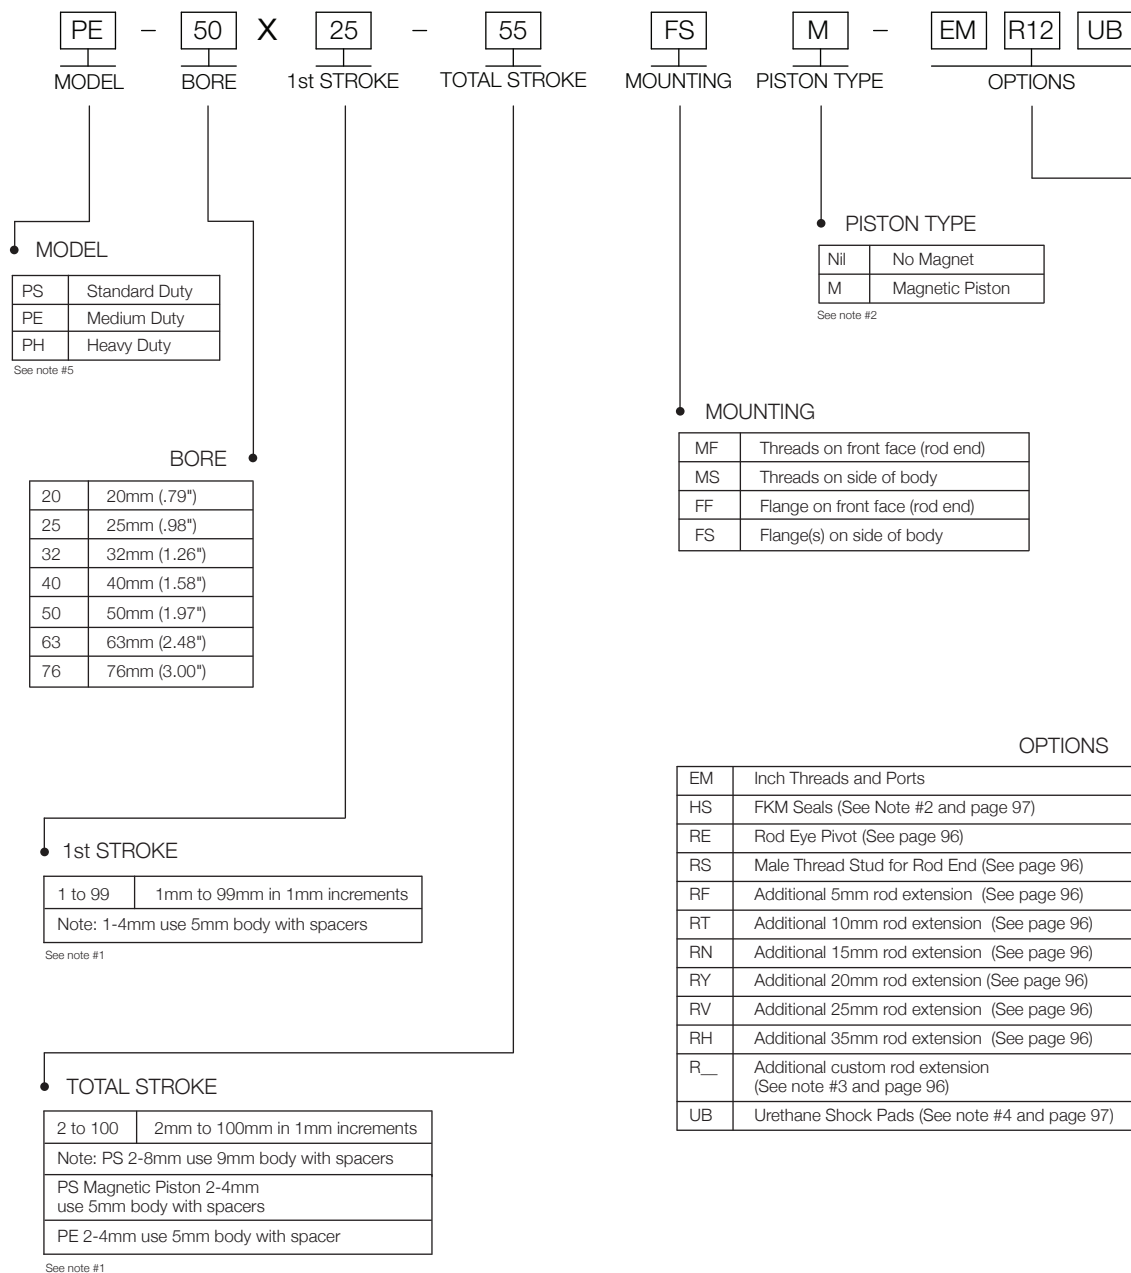 PE – 50 X 25 – 55 FS M – EM R12 UB
MODEL BORE 1st STROKE TOTAL STROKE MOUNTING PISTON TYPE OPTIONS
PISTON TYPE
Nil No Magnet
M Magnetic Piston
See note #2
MODEL
PS Standard Duty
PE Medium Duty
PH Heavy Duty
See note #5
MOUNTING
MF Threads on front face (rod end)
MS Threads on side of body
FF Flange on front face (rod end)
FS Flange(s) on side of body
BORE
20 20mm (.79")
25 25mm (.98")
32 32mm (1.26")
40 40mm (1.58")
50 50mm (1.97")
63 63mm (2.48")
76 76mm (3.00")
OPTIONS
EM Inch Threads and Ports
HS FKM Seals (See Note #2 and page 97)
RE Rod Eye Pivot (See page 96)
RS Male Thread Stud for Rod End (See page 96)
RF Additional 5mm rod extension (See page 96)
RT Additional 10mm rod extension (See page 96)
RN Additional 15mm rod extension (See page 96)
RY Additional 20mm rod extension (See page 96)
RV Additional 25mm rod extension (See page 96)
RH Additional 35mm rod extension (See page 96)
R__ Additional custom rod extension
(See note #3 and page 96)
UB Urethane Shock Pads (See note #4 and page 97)
1st STROKE
1 to 99 1mm to 99mm in 1mm increments
Note: 1-4mm use 5mm body with spacers
See note #1
TOTAL STROKE
2 to 100 2mm to 100mm in 1mm increments
Note: PS 2-8mm use 9mm body with spacers
PS Magnetic Piston 2-4mm
use 5mm body with spacers
PE 2-4mm use 5mm body with spacer
See note #1